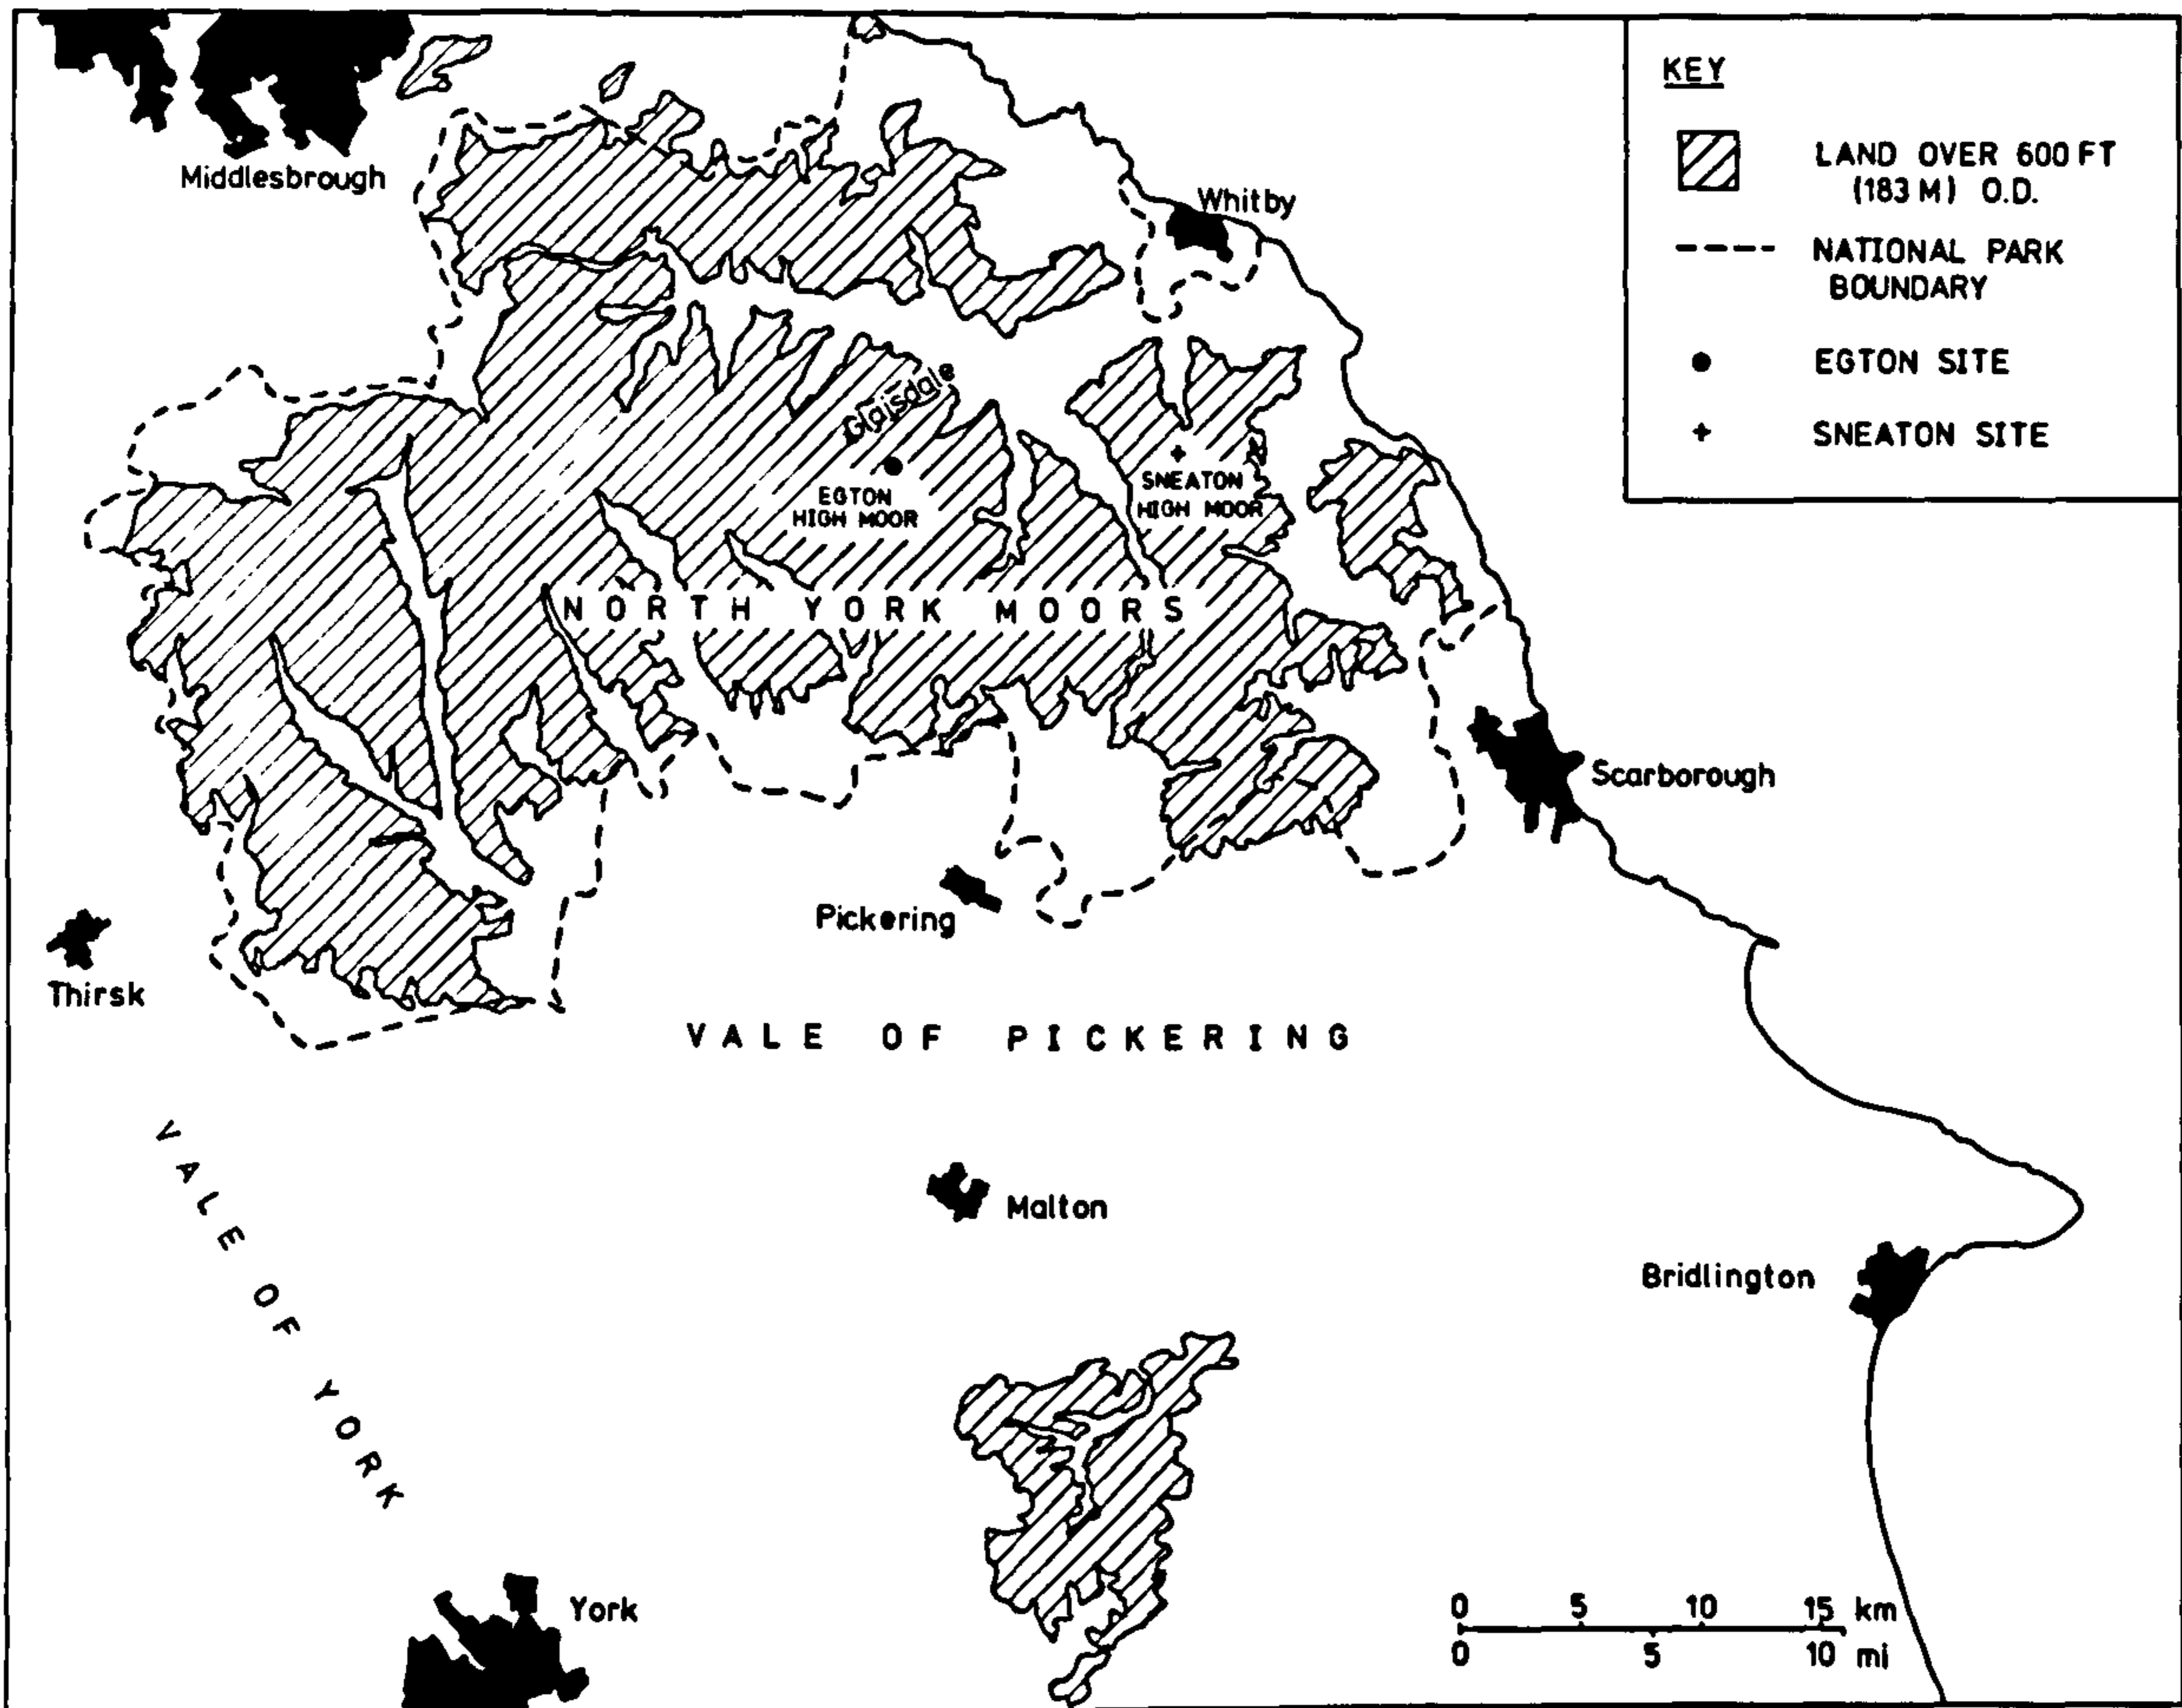 KEY
LAND OVER 600 FT
(183 M) O.D.
NATIONAL PARK
BOUNDARY
EGTON SITE
SNEATON SITE
Middlesbrough
Whitby
Glaisdale
EGTON
HIGH MOOR
SNEATON
HIGH MOOR
NORTH YORK MOORS
Scarborough
Pickering
Thirsk
VALE OF PICKERING
VALE OF YORK
Malton
Bridlington
York
0 5 10 15 km
0 5 10 mi